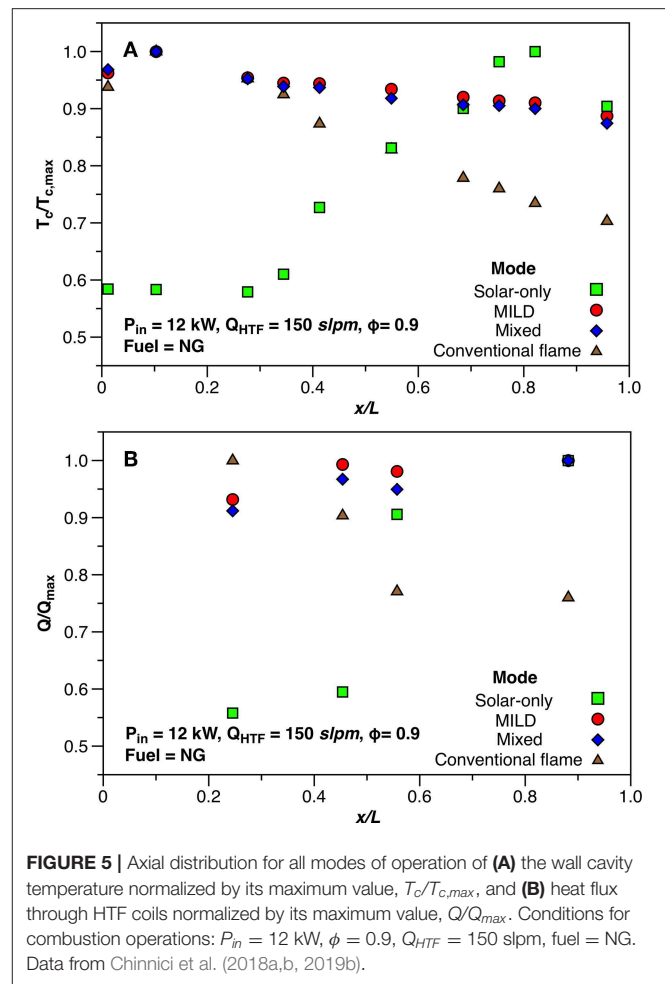 A
1.0
0.9
0.8
0.7
0.6
0.5
T_c/T_c,max
Mode
Solar-only
MILD
Mixed
Conventional flame
P_in = 12 kW, Q_HTF = 150 slpm, ϕ= 0.9
Fuel = NG
0 0.2 0.4 0.6 0.8 1.0
x/L
B
1.0
0.9
0.8
0.7
0.6
0.5
Q/Q_max
Mode
Solar-only
MILD
Mixed
Conventional flame
P_in = 12 kW, Q_HTF = 150 slpm, ϕ= 0.9
Fuel = NG
0 0.2 0.4 0.6 0.8 1.0
x/L
FIGURE 5 | Axial distribution for all modes of operation of (A) the wall cavity
temperature normalized by its maximum value, T_c/T_c,max, and (B) heat flux
through HTF coils normalized by its maximum value, Q/Q_max. Conditions for
combustion operations: P_in = 12 kW, ϕ = 0.9, Q_HTF = 150 slpm, fuel = NG.
Data from Chinnici et al. (2018a,b, 2019b).